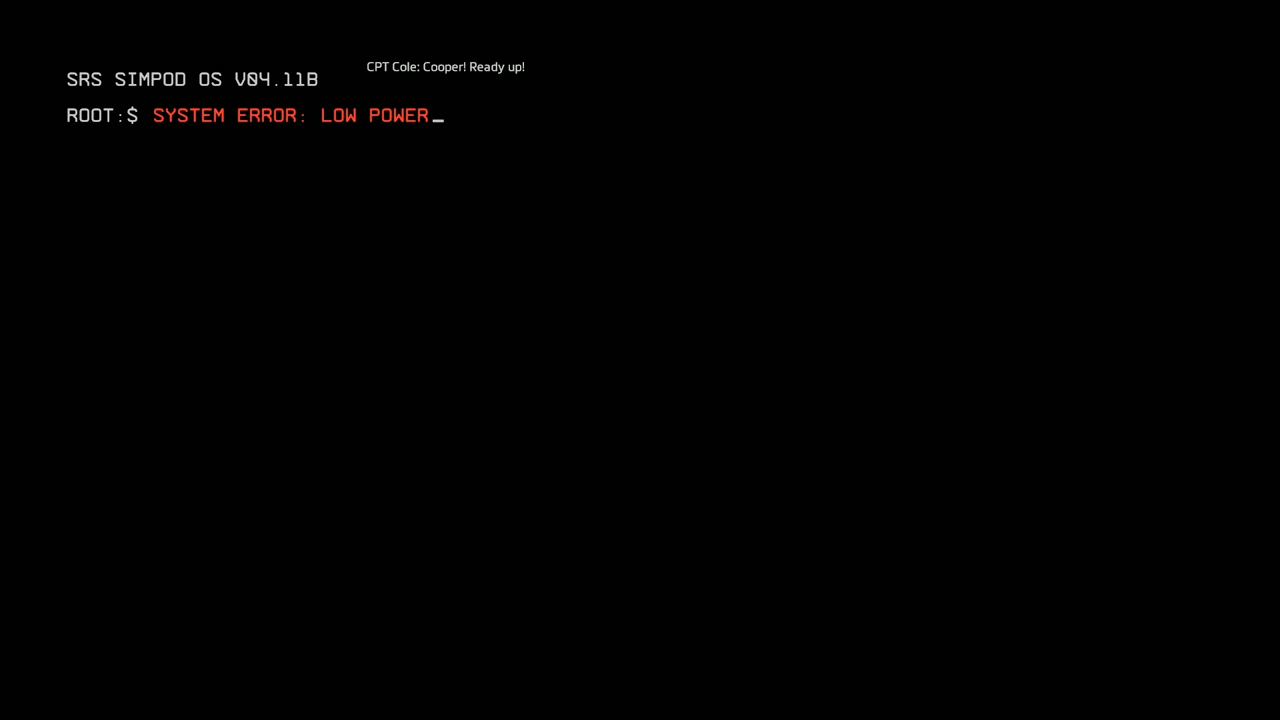 CPT Cole: Cooper! Ready up!
SRS SIMPOD OS V04.11B
ROOT:$ SYSTEM ERROR: LOW POWER_